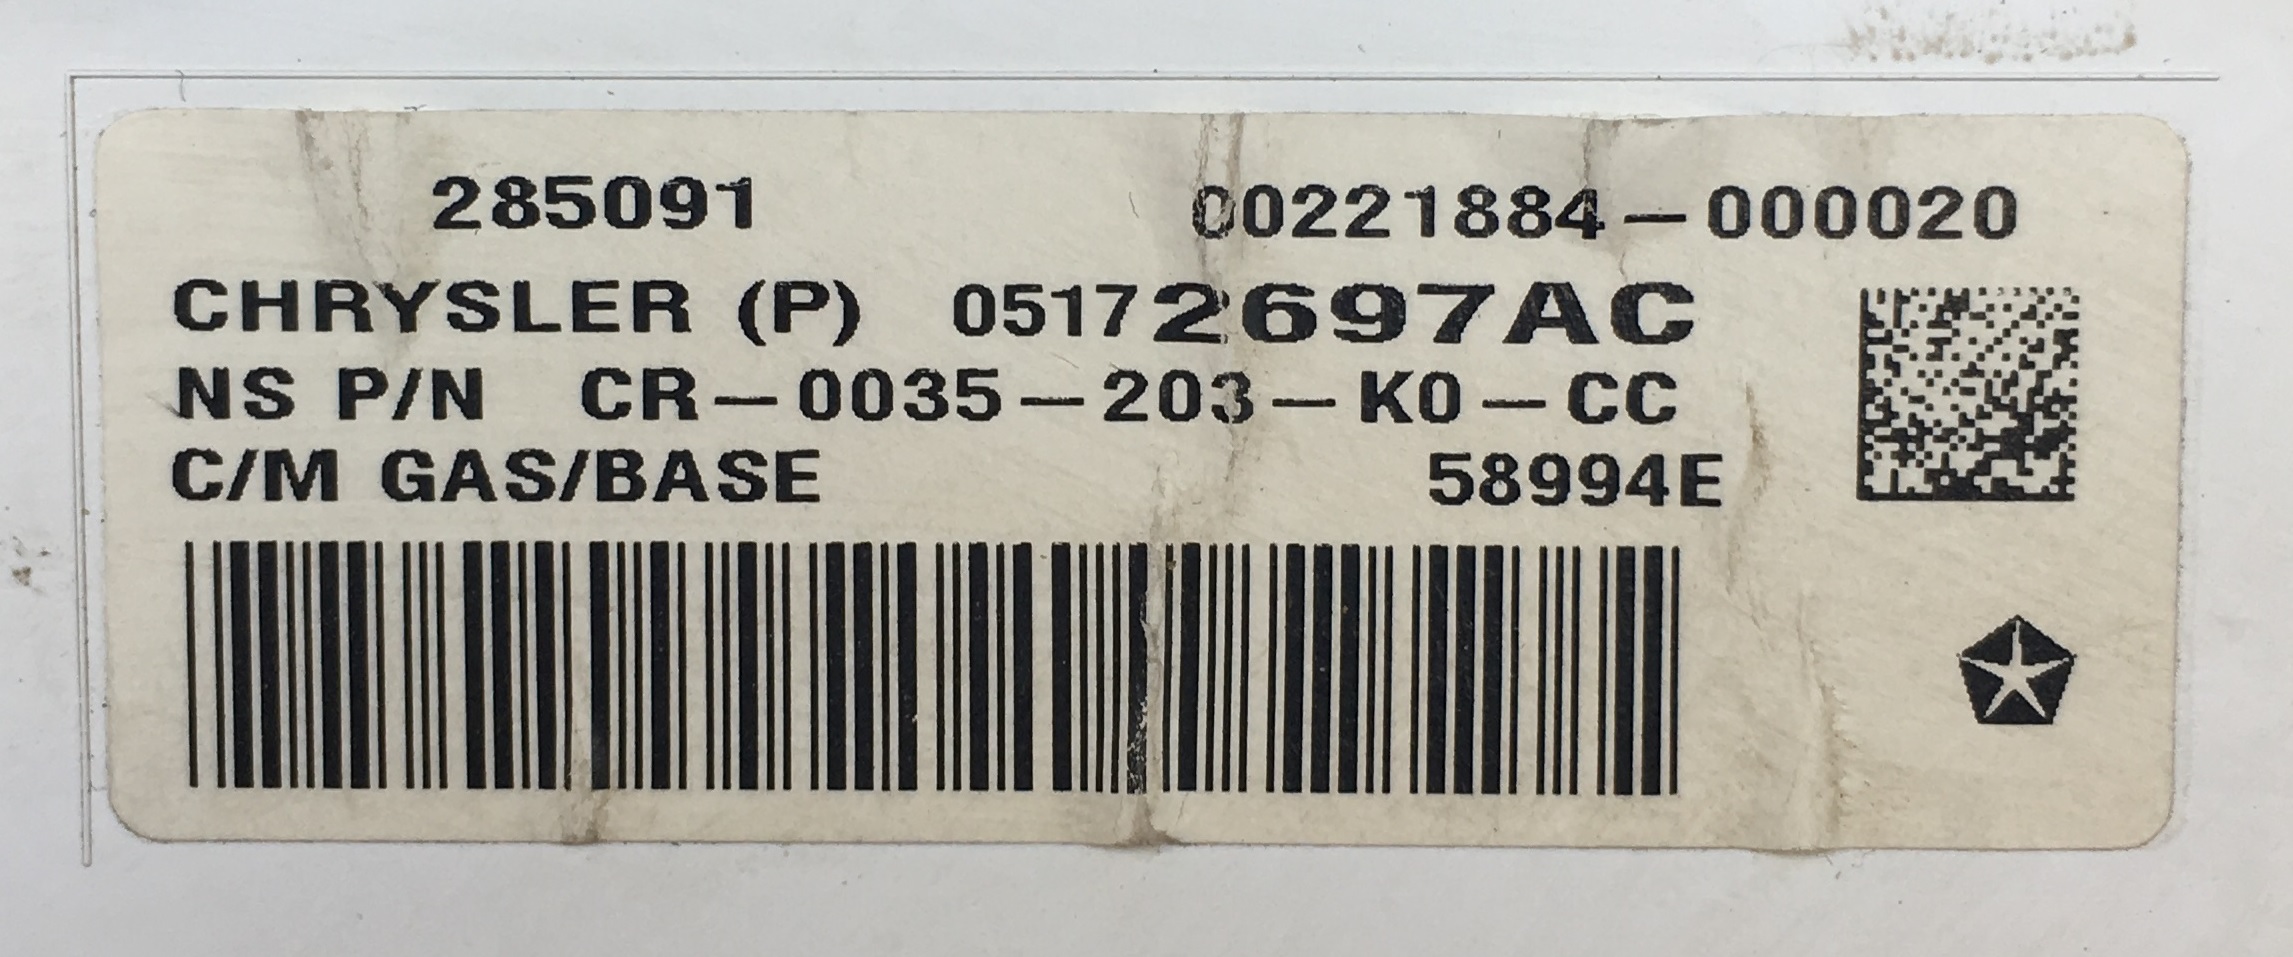 285091 00221884-000020
CHRYSLER (P) 05172697AC
NS P/N CR-0035-203-K0-CC
C/M GAS/BASE 58994E